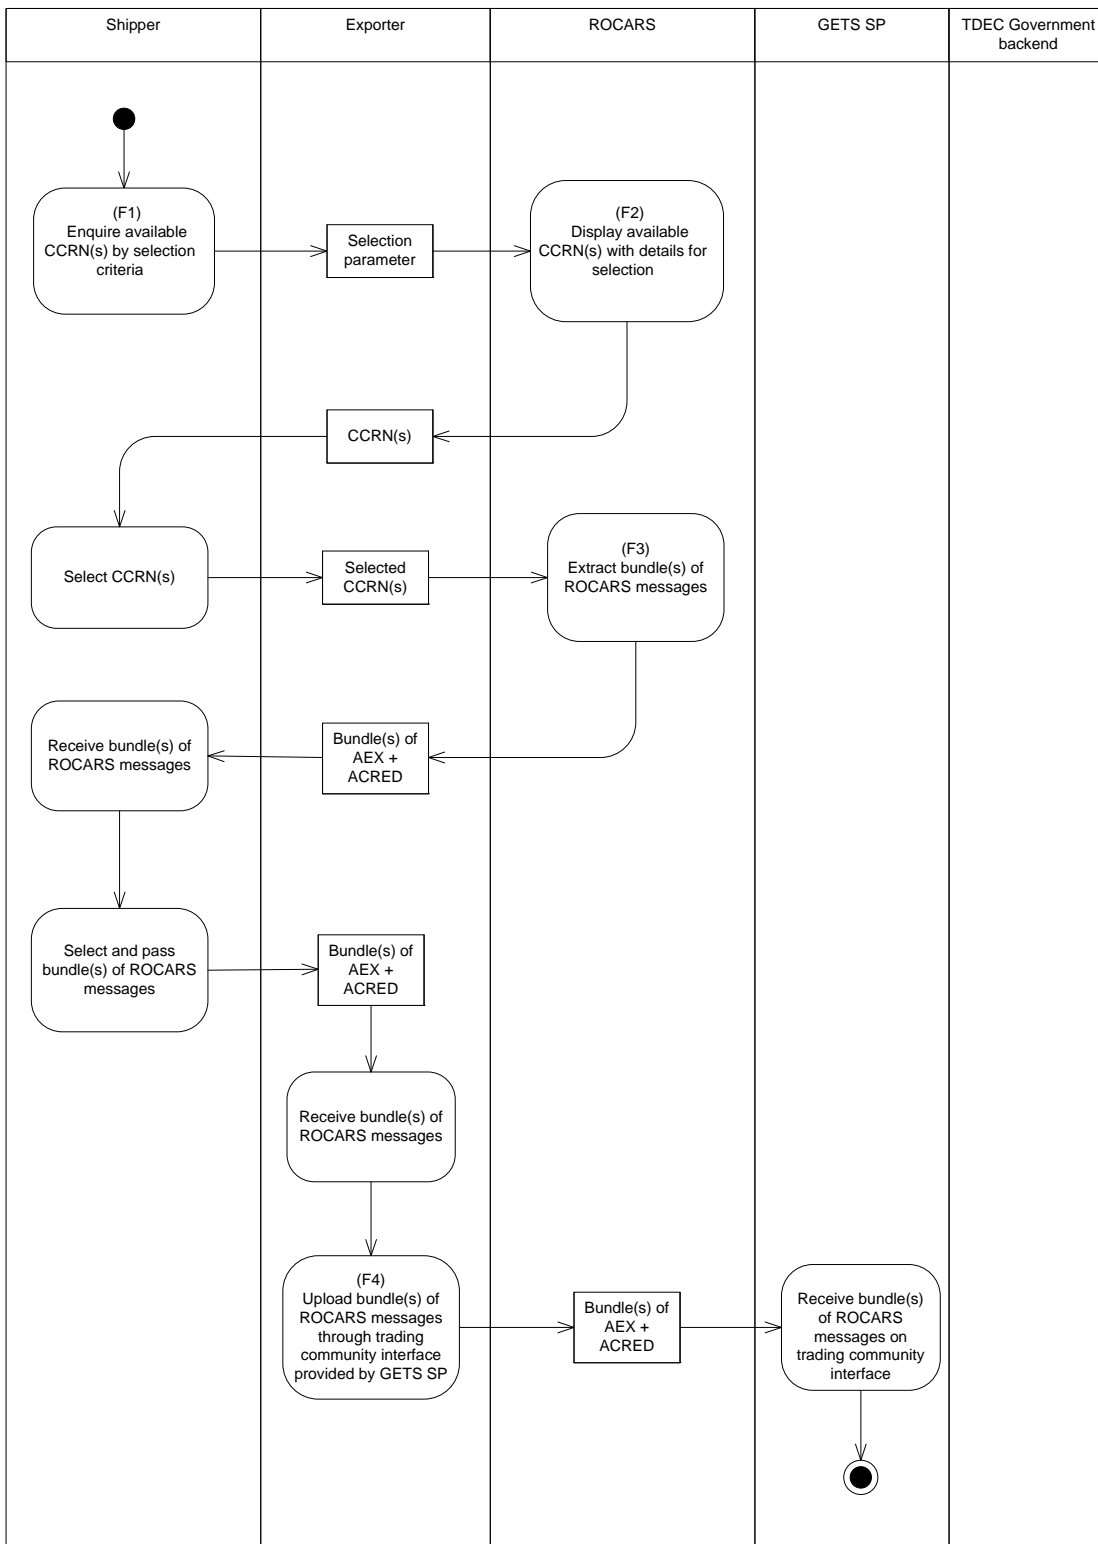 Shipper
Exporter
ROCARS
GETS SP
TDEC Government
backend
(F1)
Enquire available
CCRN(s) by selection
criteria
Selection
parameter
(F2)
Display available
CCRN(s) with details for
selection
CCRN(s)
Select CCRN(s)
Selected
CCRN(s)
(F3)
Extract bundle(s) of
ROCARS messages
Receive bundle(s) of
ROCARS messages
Bundle(s) of
AEX +
ACRED
Select and pass
bundle(s) of ROCARS
messages
Bundle(s) of
AEX +
ACRED
Receive bundle(s) of
ROCARS messages
(F4)
Upload bundle(s) of
ROCARS messages
through trading
community interface
provided by GETS SP
Bundle(s) of
AEX +
ACRED
Receive bundle(s)
of ROCARS
messages on
trading community
interface